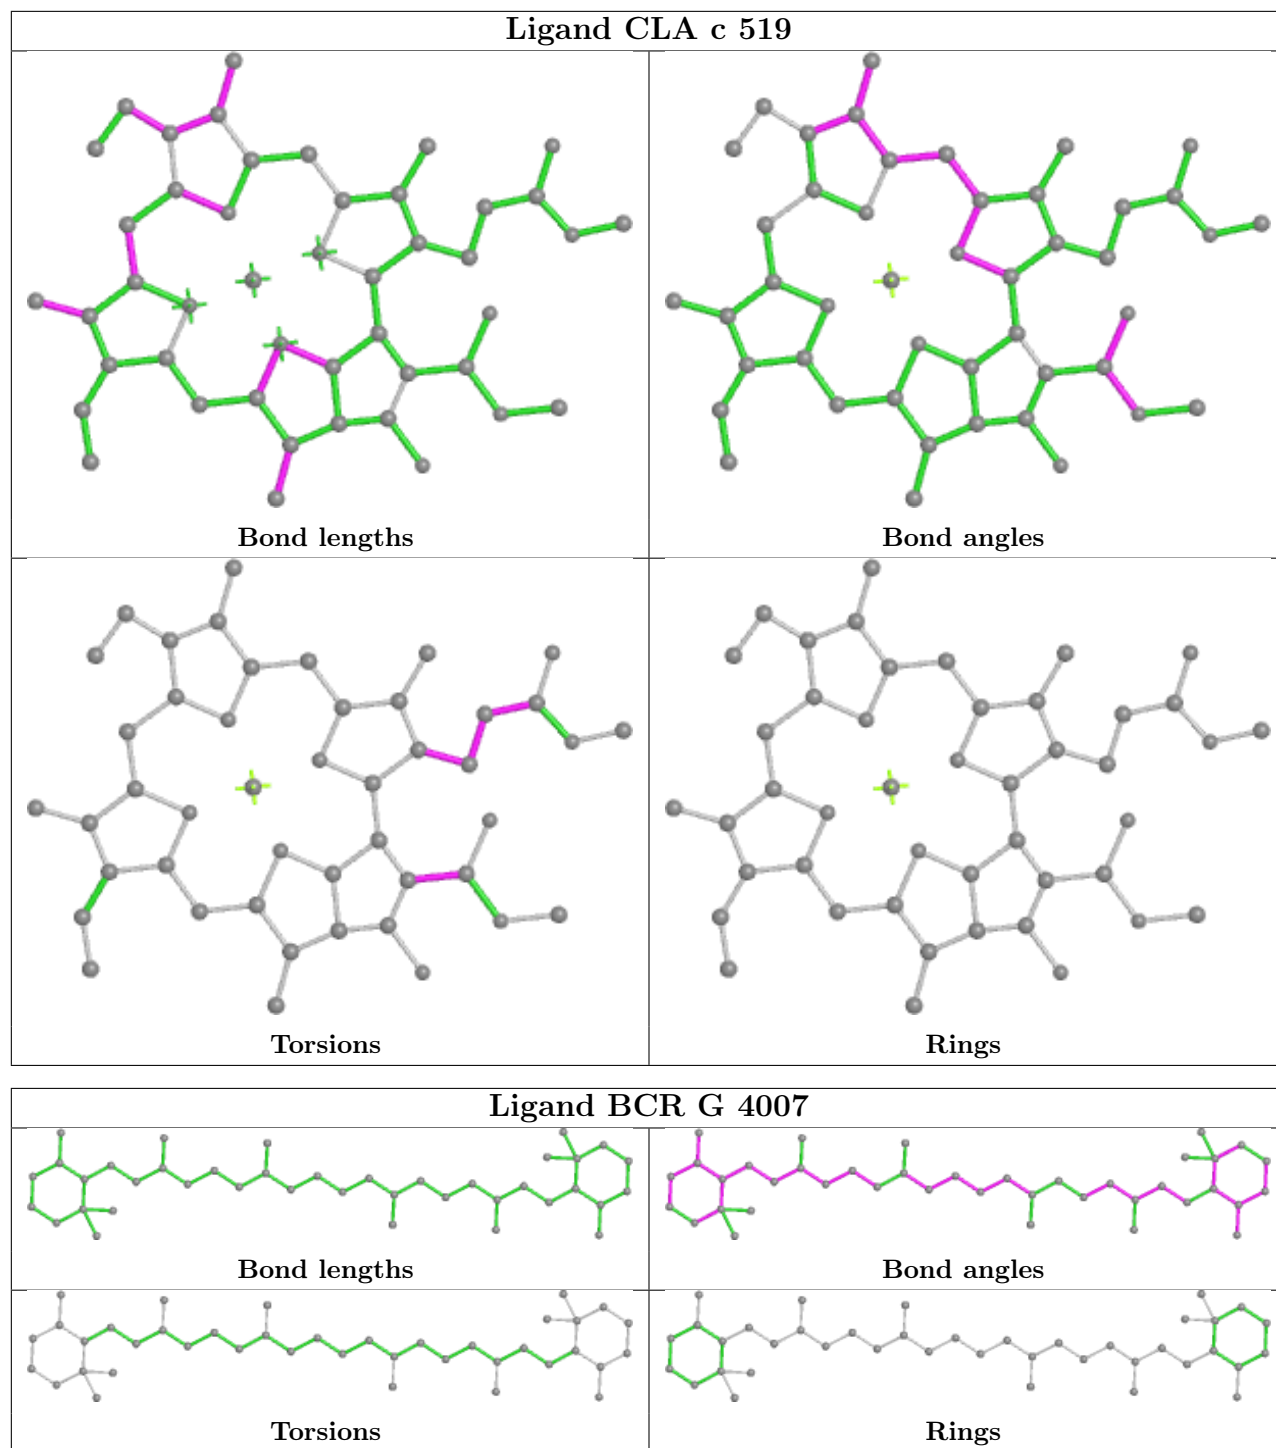 Ligand CLA c 519
Bond lengths
Bond angles
Torsions
Rings
Ligand BCR G 4007
Bond lengths
Bond angles
Torsions
Rings